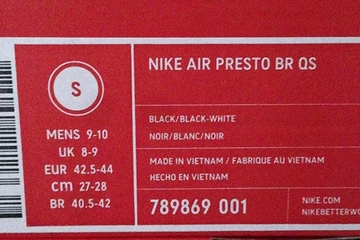 S
MENS 9-10
UK 8-9
EUR 42.5-44
cm 27-28
BR 40.5-42
NIKE AIR PRESTO BR QS
BLACK/BLACK-WHITE
NOIR/BLANC/NOIR
MADE IN VIETNAM / FABRIQUE AU VIETNAM
HECHO EN VIETNAM
789869 001
NIKE.COM